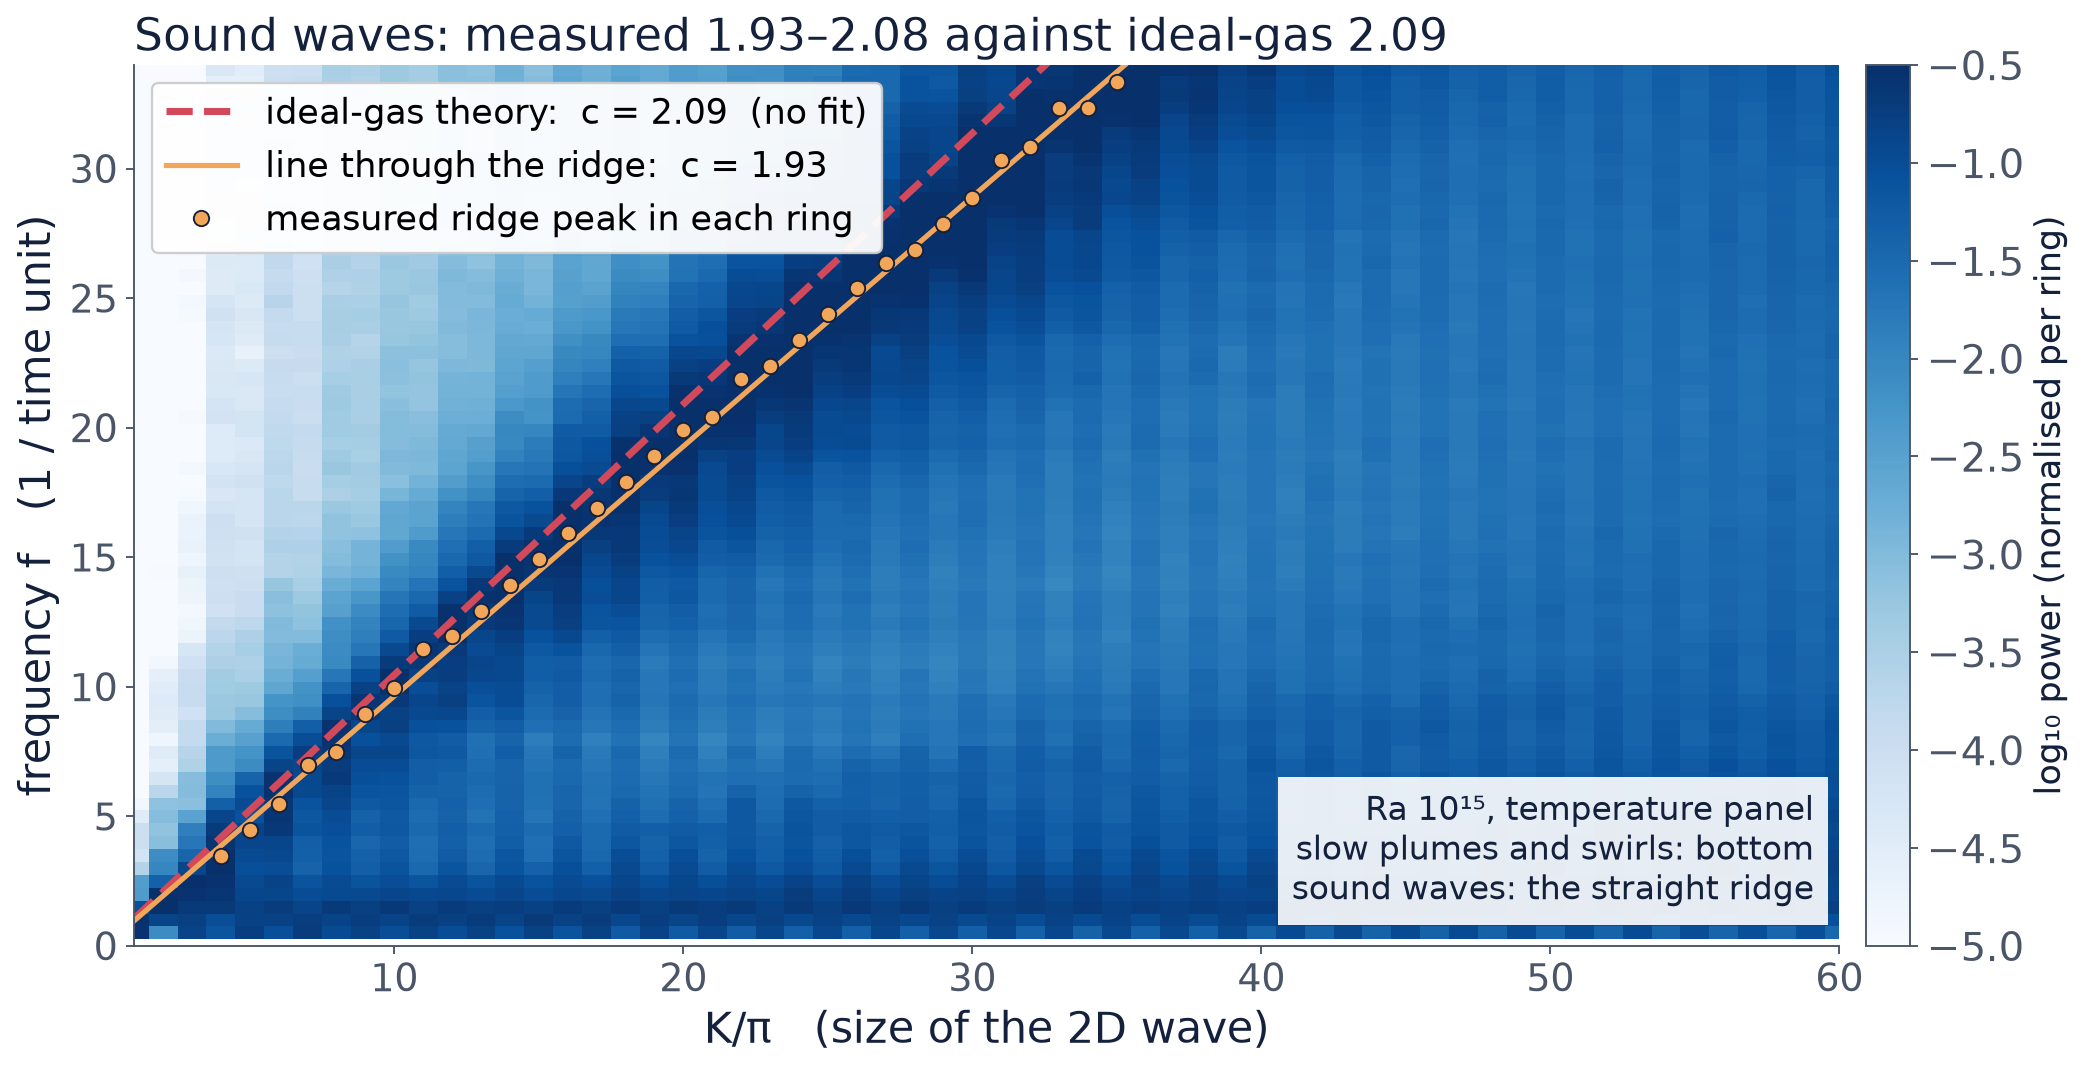 Sound waves: measured 1.93–2.08 against ideal-gas 2.09
ideal-gas theory:  c = 2.09  (no fit)
line through the ridge:  c = 1.93
measured ridge peak in each ring
frequency f   (1 / time unit)
30
25
20
15
10
5
0
10
20
30
40
50
60
K/π   (size of the 2D wave)
Ra 10¹⁵, temperature panel
slow plumes and swirls: bottom
sound waves: the straight ridge
−0.5
−1.0
−1.5
−2.0
−2.5
−3.0
−3.5
−4.0
−4.5
−5.0
log₁₀ power (normalised per ring)